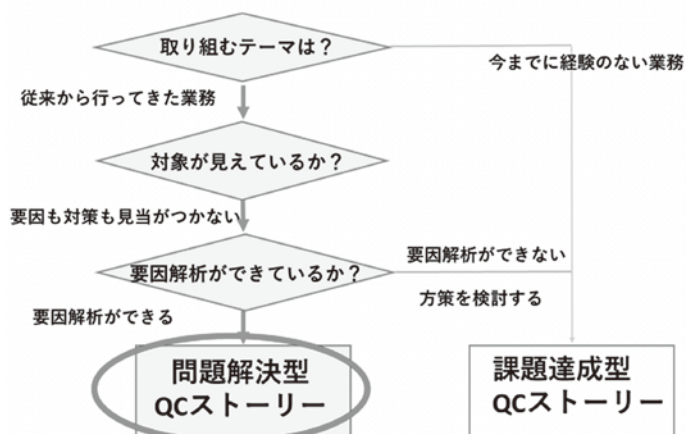 取り組むテーマは？
今までに経験のない業務
従来から行ってきた業務
対象が見えているか？
要因も対策も見当がつかない
要因解析ができない
要因解析ができているか？
方策を検討する
要因解析ができる
問題解決型
QCストーリー
課題達成型
QCストーリー